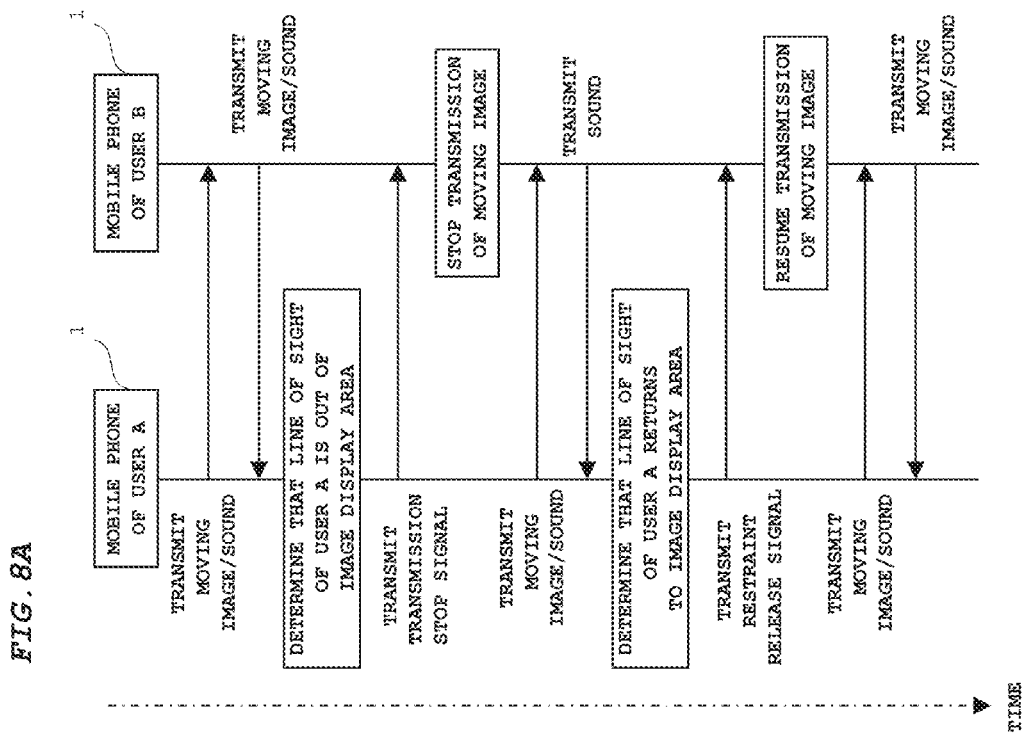 FIG. 8A
MOBILE PHONE
OF USER A
1
MOBILE PHONE
OF USER B
1
TRANSMIT
MOVING
IMAGE/SOUND
TRANSMIT
MOVING
IMAGE/SOUND
DETERMINE THAT LINE OF SIGHT
OF USER A IS OUT OF
IMAGE DISPLAY AREA
TRANSMIT
TRANSMISSION
STOP SIGNAL
STOP TRANSMISSION
OF MOVING IMAGE
TRANSMIT
MOVING
IMAGE/SOUND
TRANSMIT
SOUND
DETERMINE THAT LINE OF SIGHT
OF USER A RETURNS
TO IMAGE DISPLAY AREA
TRANSMIT
RESTRAINT
RELEASE SIGNAL
RESUME TRANSMISSION
OF MOVING IMAGE
TRANSMIT
MOVING
IMAGE/SOUND
TRANSMIT
MOVING
IMAGE/SOUND
TIME